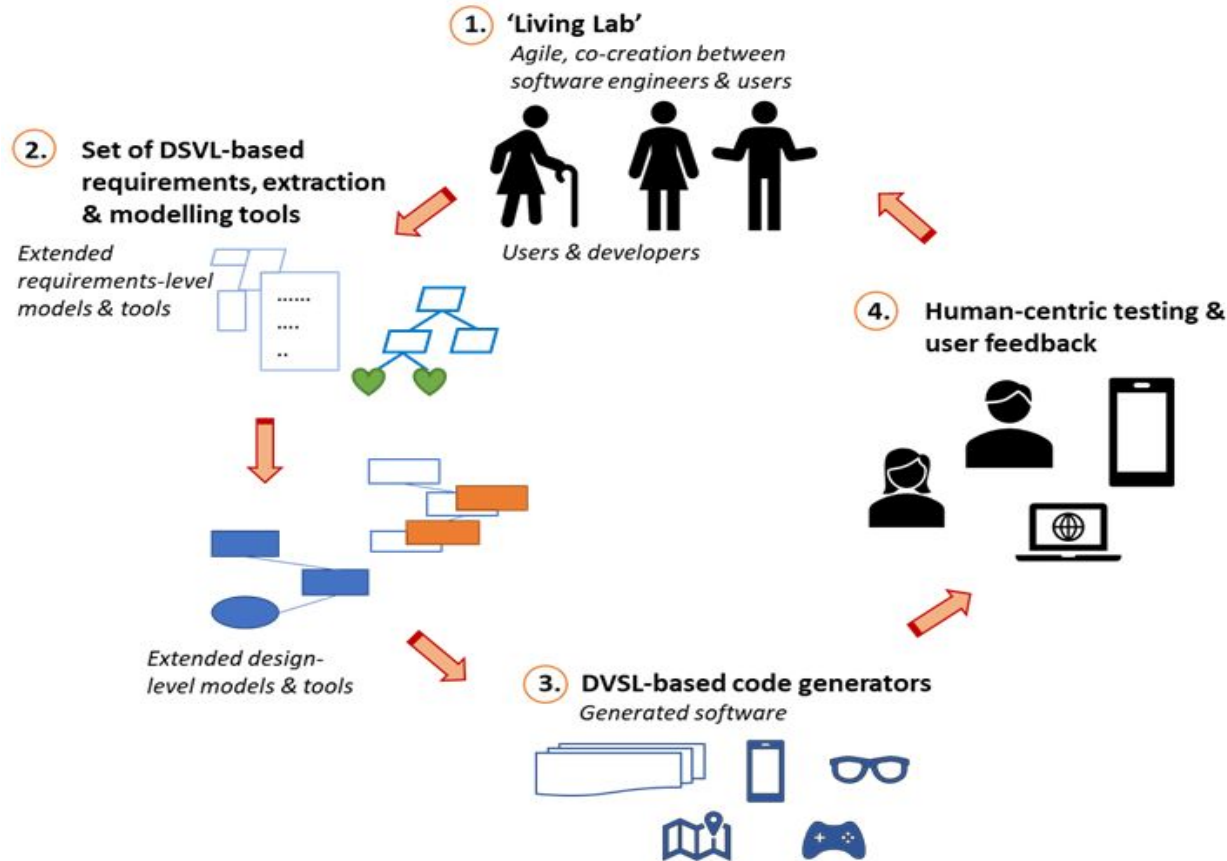 1. 'Living Lab'
Agile, co-creation between
software engineers & users
Users & developers
2. Set of DSVL-based
requirements, extraction
& modelling tools
Extended
requirements-level
models & tools
......
....
..
Extended design-
level models & tools
3. DVSL-based code generators
Generated software
4. Human-centric testing &
user feedback